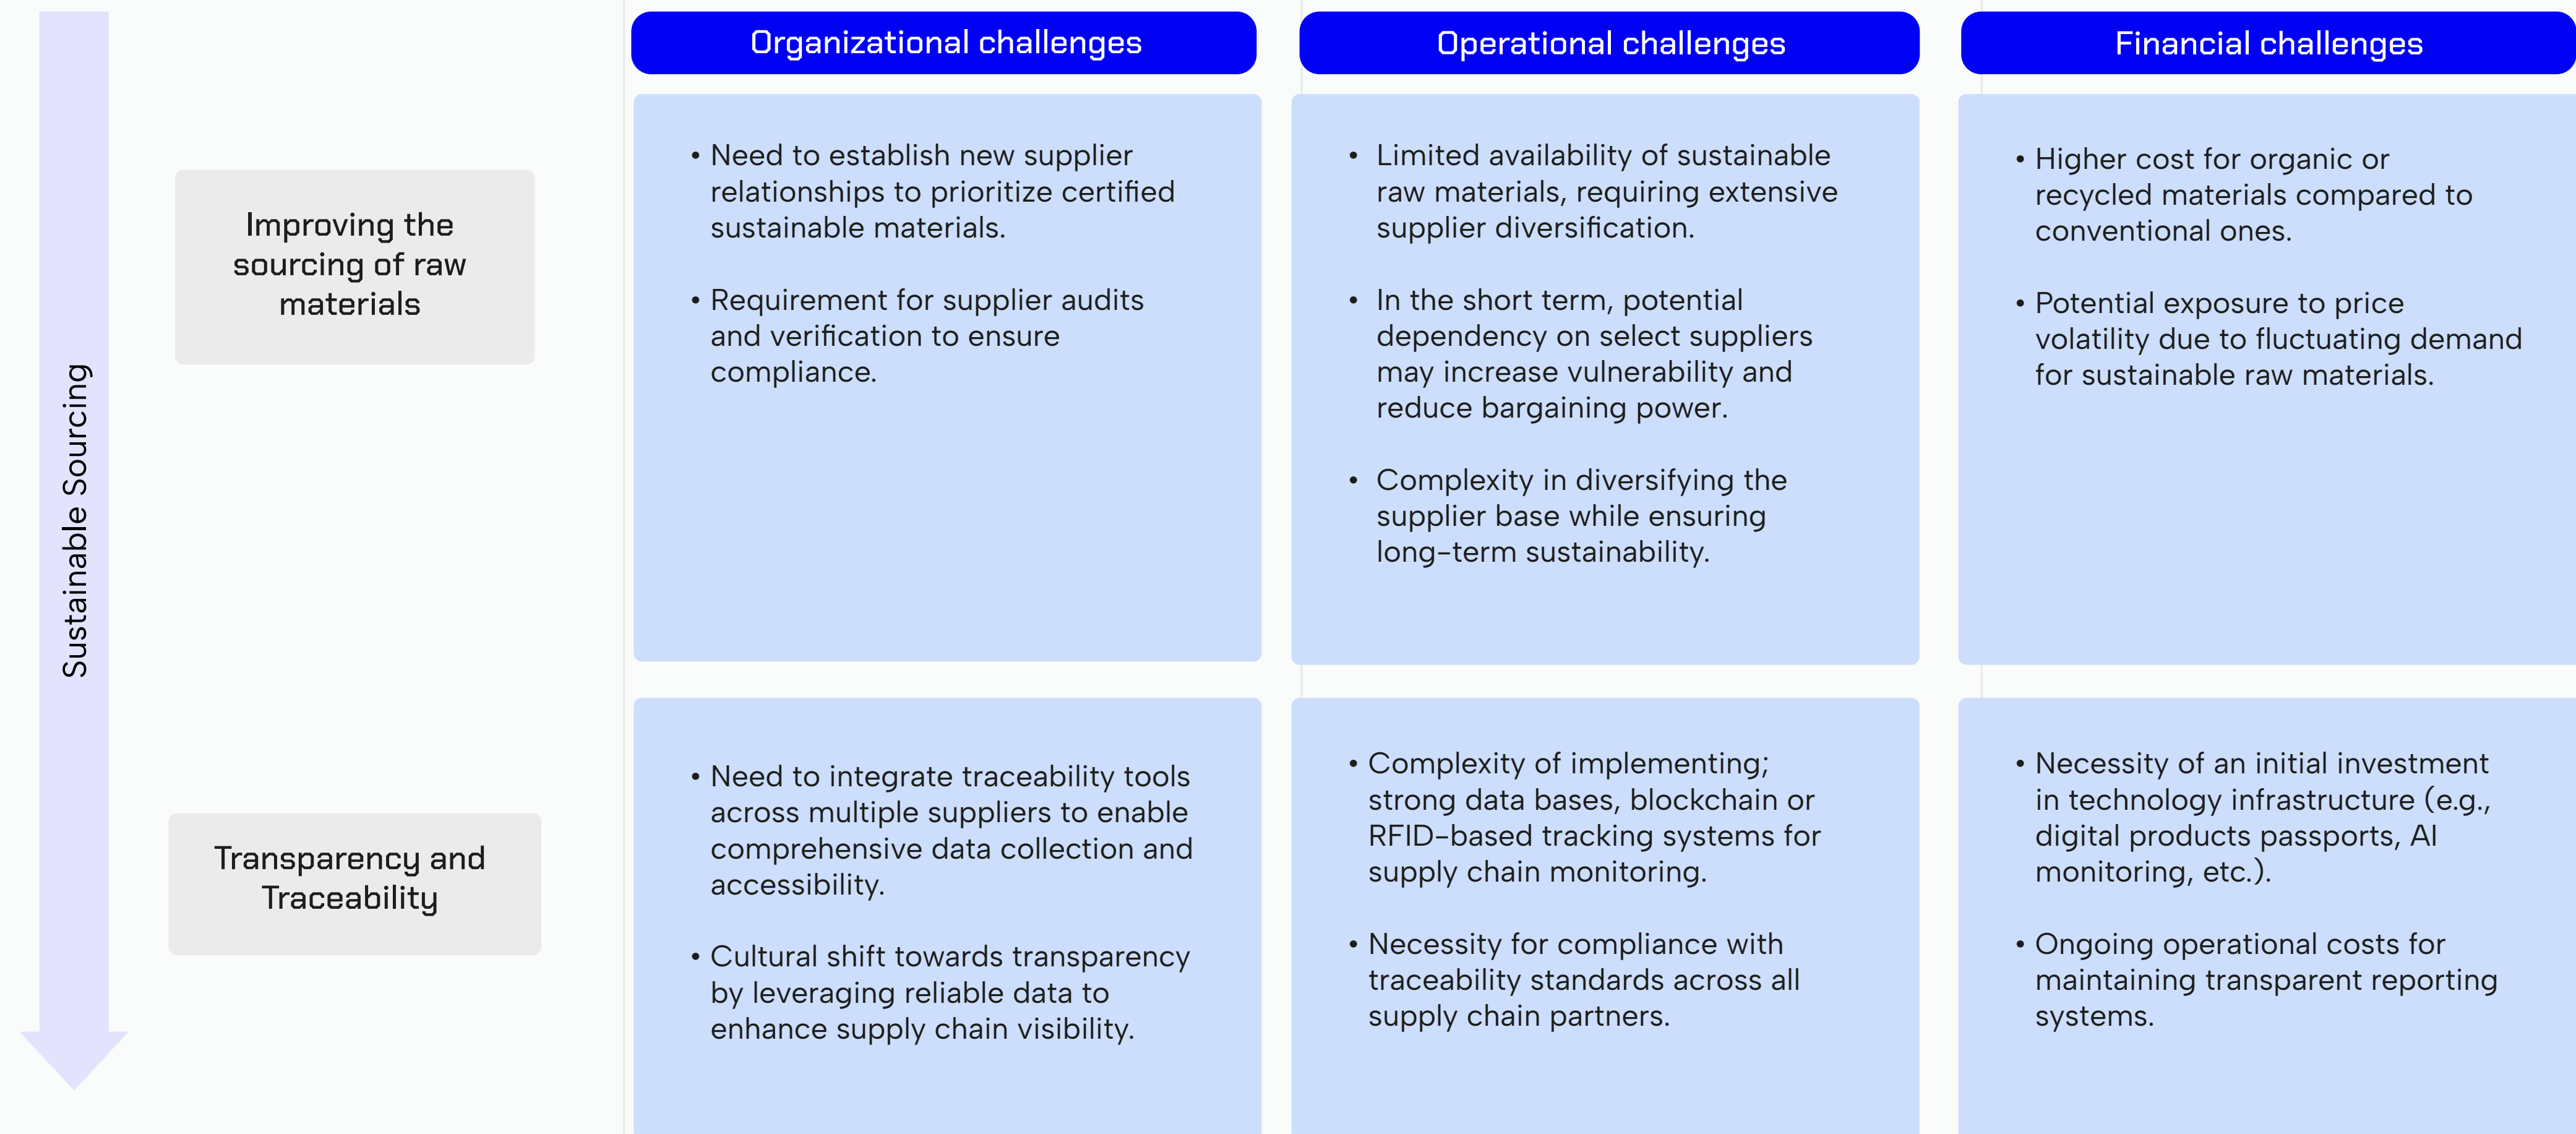 Organizational challenges
Operational challenges
Financial challenges
Sustainable Sourcing
Improving the
sourcing of raw
materials
• Need to establish new supplier
relationships to prioritize certified
sustainable materials.
• Requirement for supplier audits
and verification to ensure
compliance.
• Limited availability of sustainable
raw materials, requiring extensive
supplier diversification.
• In the short term, potential
dependency on select suppliers
may increase vulnerability and
reduce bargaining power.
• Complexity in diversifying the
supplier base while ensuring
long-term sustainability.
• Higher cost for organic or
recycled materials compared to
conventional ones.
• Potential exposure to price
volatility due to fluctuating demand
for sustainable raw materials.
Transparency and
Traceability
• Need to integrate traceability tools
across multiple suppliers to enable
comprehensive data collection and
accessibility.
• Cultural shift towards transparency
by leveraging reliable data to
enhance supply chain visibility.
• Complexity of implementing;
strong data bases, blockchain or
RFID-based tracking systems for
supply chain monitoring.
• Necessity for compliance with
traceability standards across all
supply chain partners.
• Necessity of an initial investment
in technology infrastructure (e.g.,
digital products passports, AI
monitoring, etc.).
• Ongoing operational costs for
maintaining transparent reporting
systems.